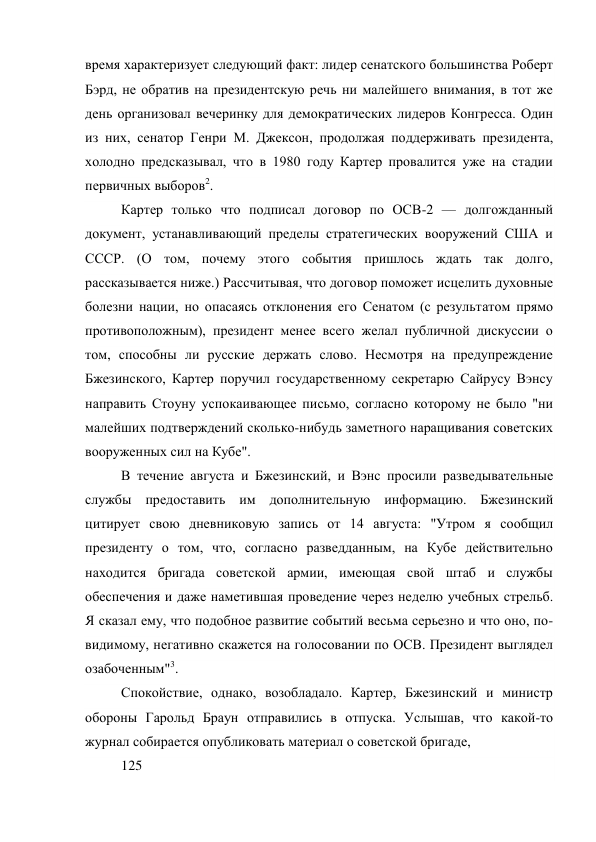 время характеризует следующий факт: лидер сенатского большинства Роберт
Бэрд, не обратив на президентскую речь ни малейшего внимания, в тот же
день организовал вечеринку для демократических лидеров Конгресса. Один
из них, сенатор Генри М. Джексон, продолжая поддерживать президента,
холодно предсказывал, что в 1980 году Картер провалится уже на стадии
первичных выборов².
Картер только что подписал договор по ОСВ-2 — долгожданный
документ, устанавливающий пределы стратегических вооружений США и
СССР. (О том, почему этого события пришлось ждать так долго,
рассказывается ниже.) Рассчитывая, что договор поможет исцелить духовные
болезни нации, но опасаясь отклонения его Сенатом (с результатом прямо
противоположным), президент менее всего желал публичной дискуссии о
том, способны ли русские держать слово. Несмотря на предупреждение
Бжезинского, Картер поручил государственному секретарю Сайрусу Вэнсу
направить Стоуну успокаивающее письмо, согласно которому не было "ни
малейших подтверждений сколько-нибудь заметного наращивания советских
вооруженных сил на Кубе".
В течение августа и Бжезинский, и Вэнс просили разведывательные
службы предоставить им дополнительную информацию. Бжезинский
цитирует свою дневниковую запись от 14 августа: "Утром я сообщил
президенту о том, что, согласно разведданным, на Кубе действительно
находится бригада советской армии, имеющая свой штаб и службы
обеспечения и даже наметившая проведение через неделю учебных стрельб.
Я сказал ему, что подобное развитие событий весьма серьезно и что оно, по-
видимому, негативно скажется на голосовании по ОСВ. Президент выглядел
озабоченным"³.
Спокойствие, однако, возобладало. Картер, Бжезинский и министр
обороны Гарольд Браун отправились в отпуска. Услышав, что какой-то
журнал собирается опубликовать материал о советской бригаде,
125